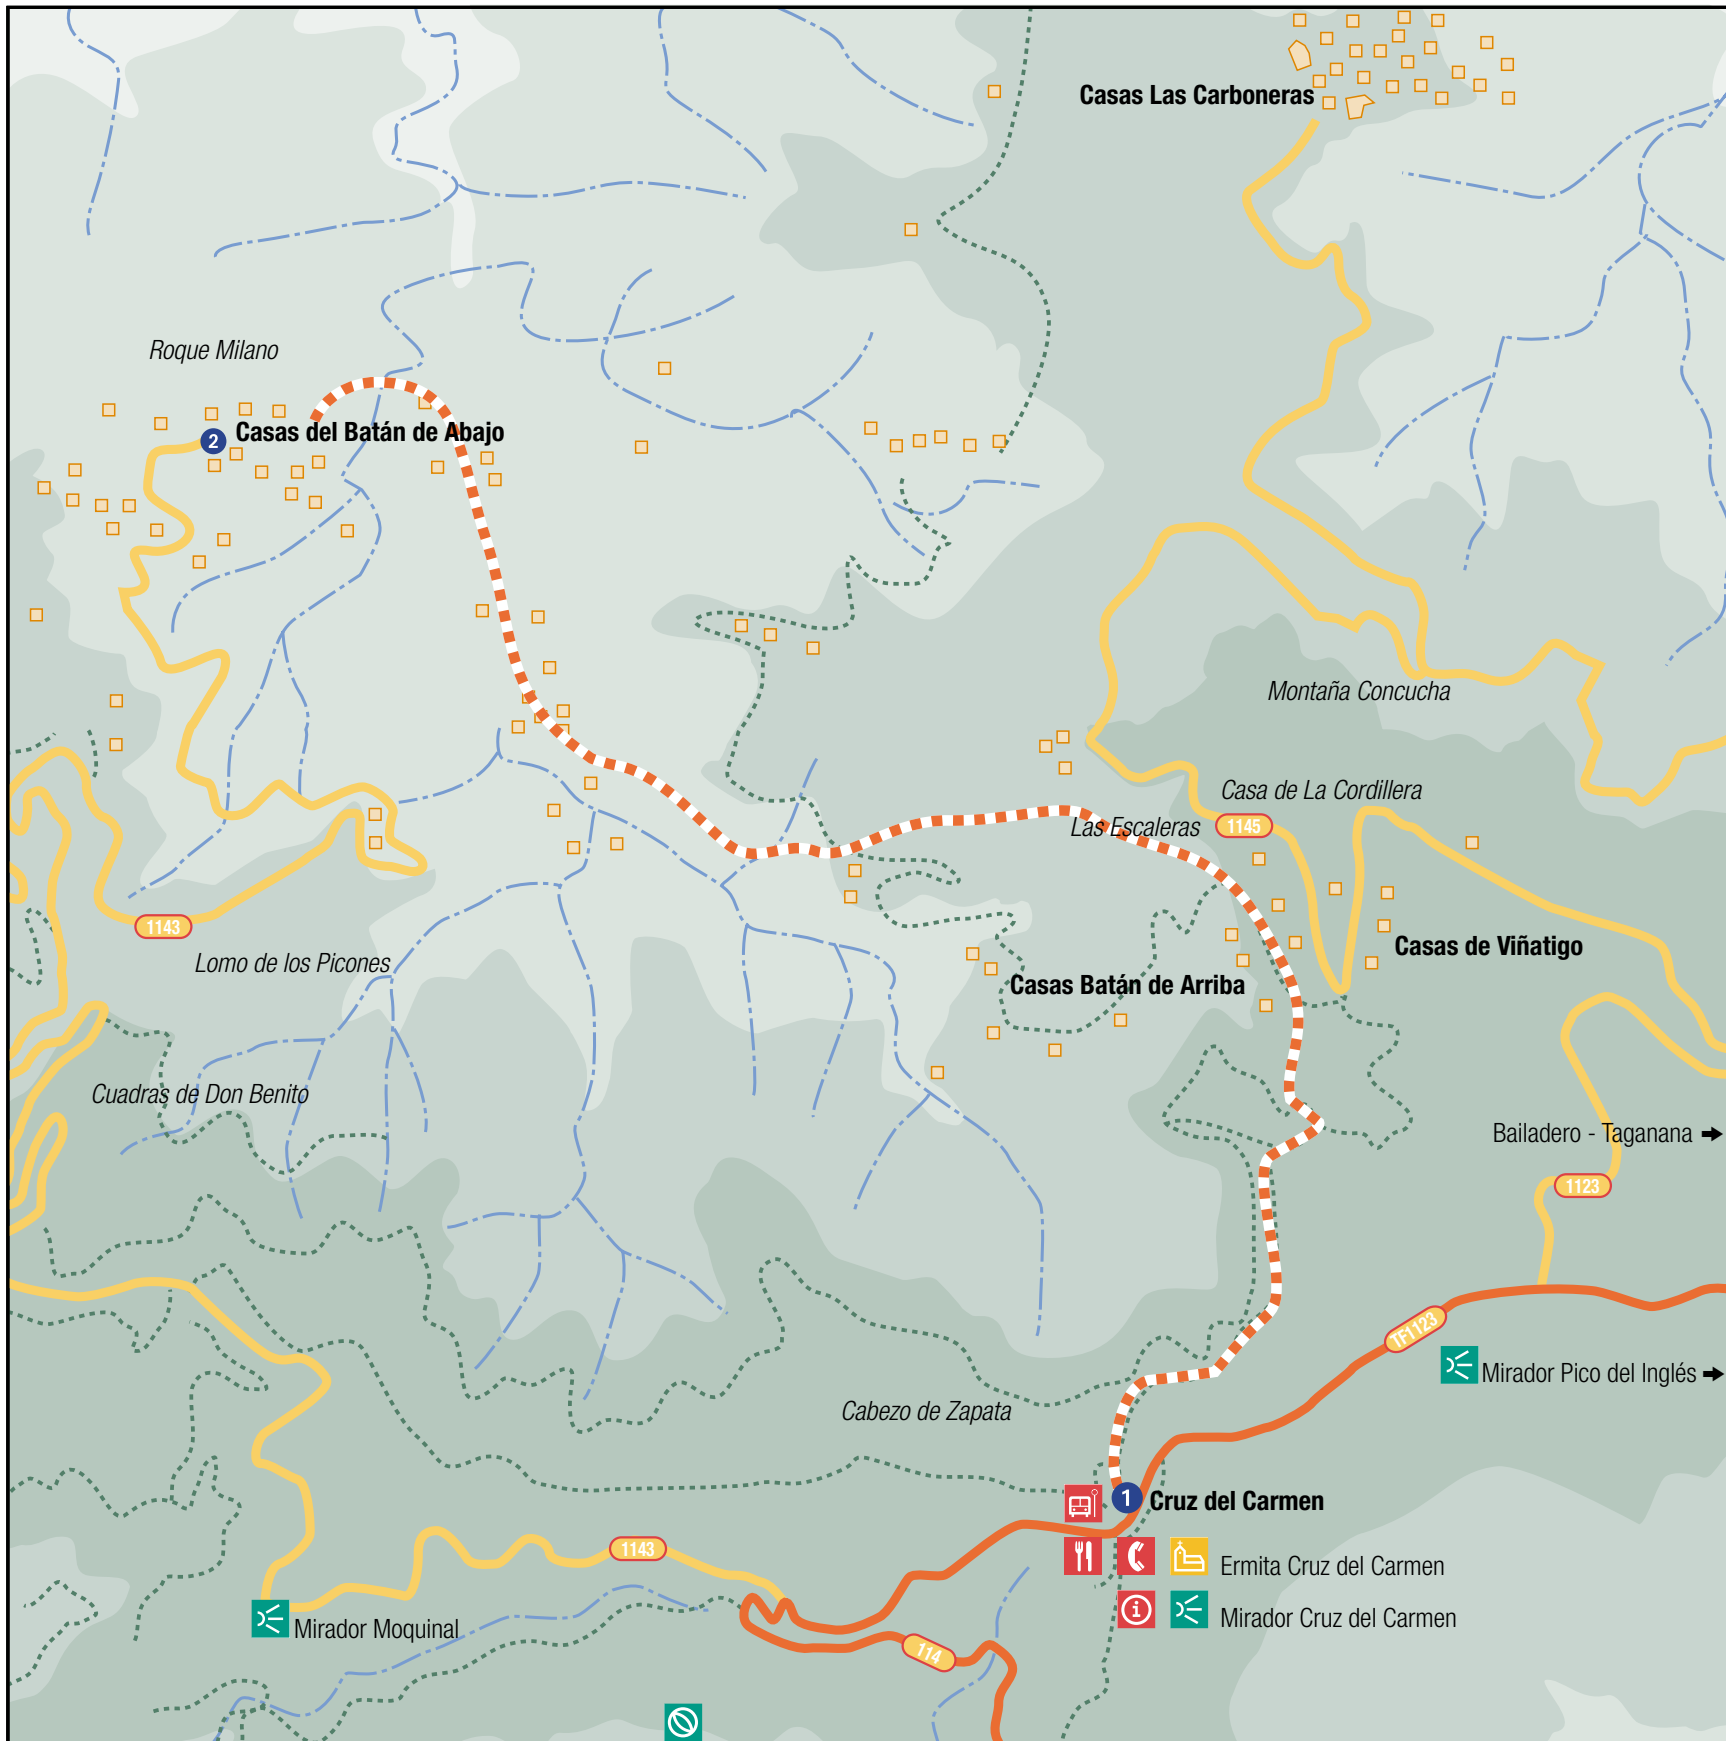 Casas Las Carboneras
Roque Milano
2
Casas del Batán de Abajo
Montaña Concucha
Casa de La Cordillera
Las Escaleras
1145
1143
Lomo de los Picones
Casas de Viñatigo
Casas Batán de Arriba
Cuadras de Don Benito
Bailadero - Taganana
1123
TF1123
Mirador Pico del Inglés
Cabezo de Zapata
1
Cruz del Carmen
1143
Ermita Cruz del Carmen
i
Mirador Cruz del Carmen
Mirador Moquinal
114